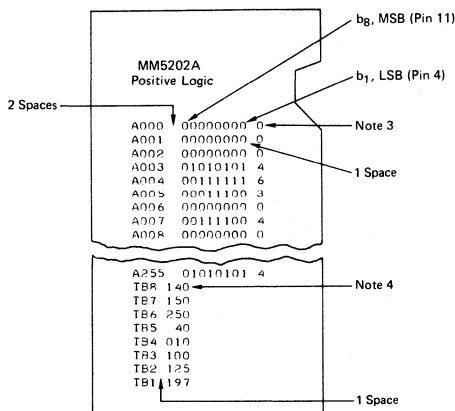 b8, MSB (Pin 11)
MM5202A
Positive Logic
b1, LSB (Pin 4)
2 Spaces
A000 00000000 0
Note 3
A001 00000000 0
A002 00000000 0
1 Space
A003 01010101 4
A004 00111111 6
A005 00011100 3
A006 00000000 0
A007 00111100 4
A008 00000000 0
A255 01010101 4
TB8 140
Note 4
TB7 150
TB6 250
TB5 40
TB4 010
TB3 100
TB2 125
TB1 197
1 Space